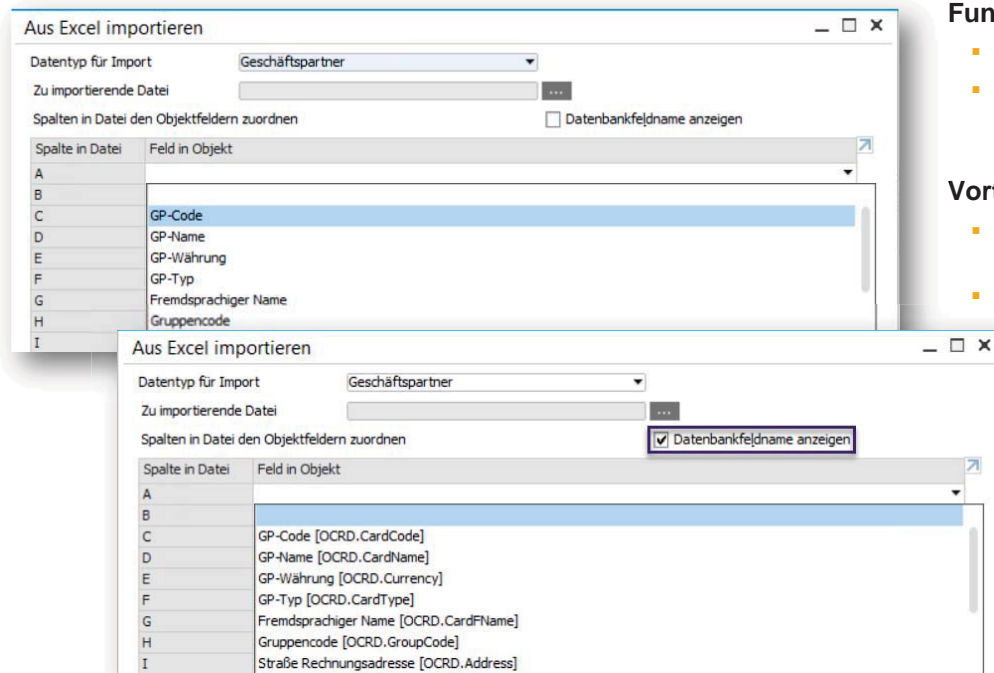 Aus Excel importieren
Datentyp für Import Geschäftspartner
Zu importierende Datei ...
Spalten in Datei den Objektfeldern zuordnen Datenbankfeldname anzeigen
Spalte in Datei Feld in Objekt
A
B
C GP-Code
D GP-Name
E GP-Währung
F GP-Typ
G Fremdsprachiger Name
H Gruppencode
I
Aus Excel importieren
Datentyp für Import Geschäftspartner
Zu importierende Datei ...
Spalten in Datei den Objektfeldern zuordnen Datenbankfeldname anzeigen
Spalte in Datei Feld in Objekt
A
B
C GP-Code [OCRD.CardCode]
D GP-Name [OCRD.CardName]
E GP-Währung [OCRD.Currency]
F GP-Typ [OCRD.CardType]
G Fremdsprachiger Name [OCRD.CardFName]
H Gruppencode [OCRD.GroupCode]
I Straße Rechnungsadresse [OCRD.Address]
Fun
Vor